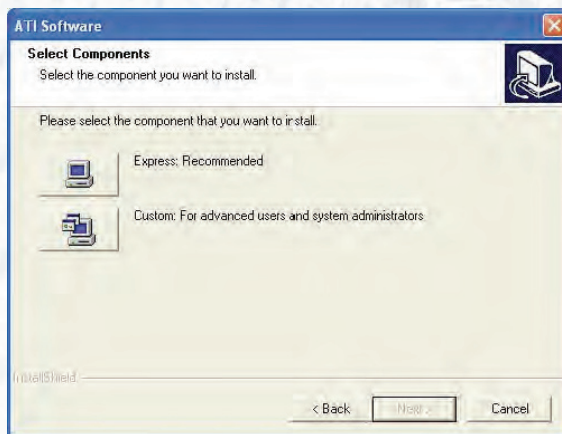 ATI Software
Select Components
Select the component you want to install.
Please select the component that you want to install.
Express: Recommended
Custom: For advanced users and system administrators
InstallShield
< Back
Next >
Cancel